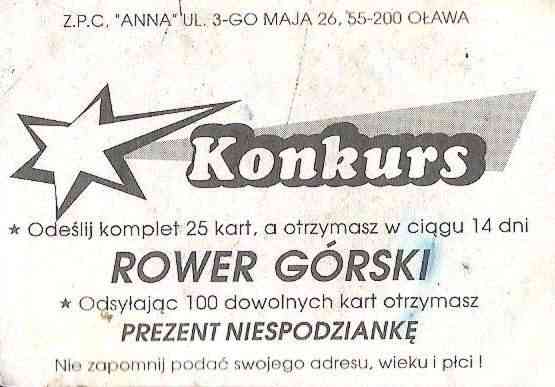 Z.P.C. "ANNA" UL. 3-GO MAJA 26, 55-200 OŁAWA
Konkurs
★ Odeślij komplet 25 kart, a otrzymasz w ciągu 14 dni
ROWER GÓRSKI
★ Odsyłając 100 dowolnych kart otrzymasz
PREZENT NIESPODZIANKĘ
Nie zapomnij podać swojego adresu, wieku i płci !